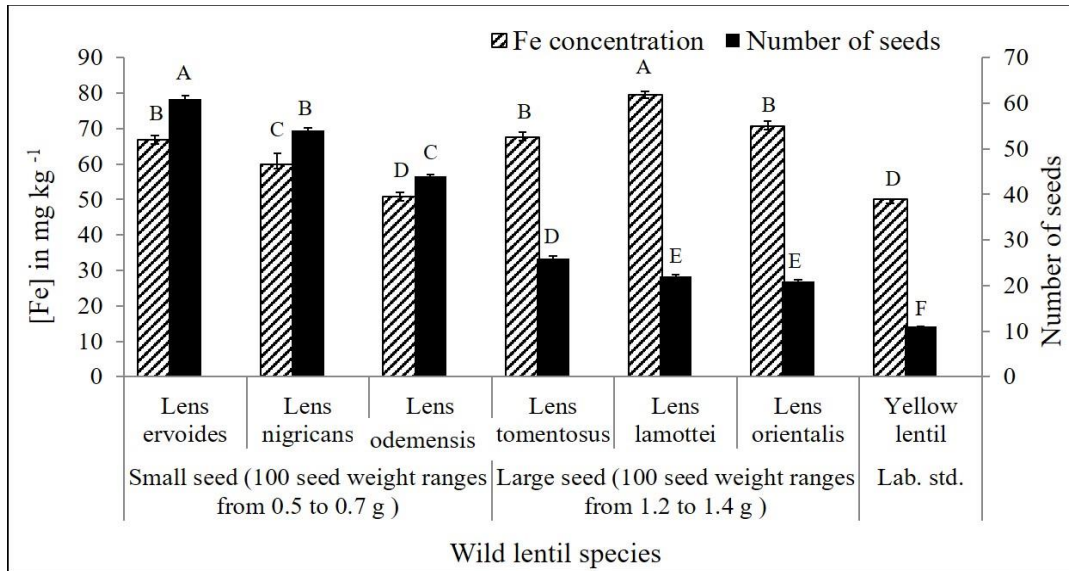 Fe concentration Number of seeds
[Fe] in mg kg -1
90
80
70
60
50
40
30
20
10
0
B A
C B
D C
B D
A E
B E
D F
70
60
50
40
30
20
10
0
Number of seeds
Lens ervoides
Lens nigricans
Lens odemensis
Lens tomentosus
Lens lamottei
Lens orientalis
Yellow lentil
Small seed (100 seed weight ranges
from 0.5 to 0.7 g )
Large seed (100 seed weight ranges
from 1.2 to 1.4 g )
Lab. std.
Wild lentil species